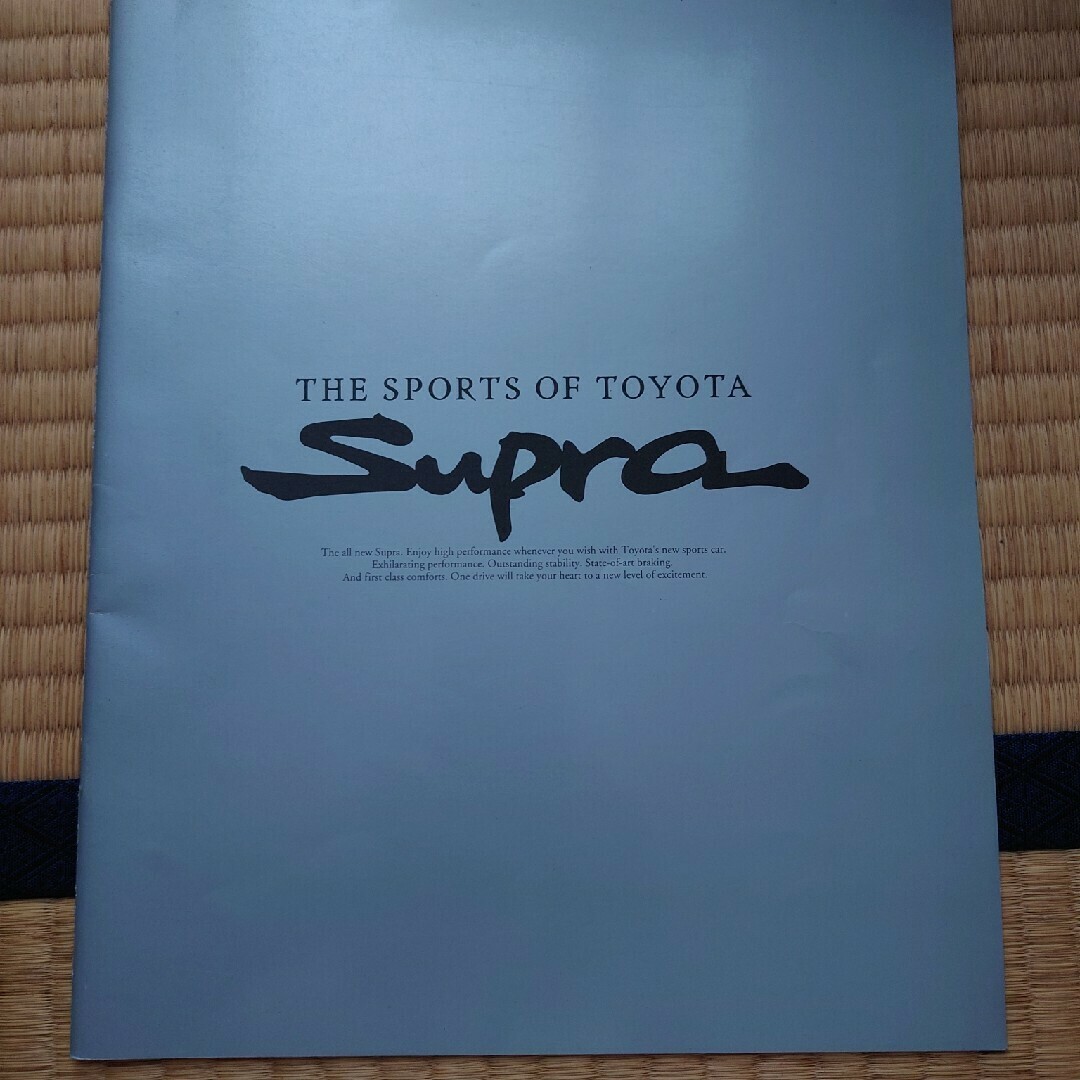 THE SPORTS OF TOYOTA
Supra
The all new Supra. Enjoy high performance whenever you wish with Toyota's new sports car.
Exhilarating performance. Outstanding stability. State-of-art braking.
And first class comforts. One drive will take your heart to a new level of excitement.